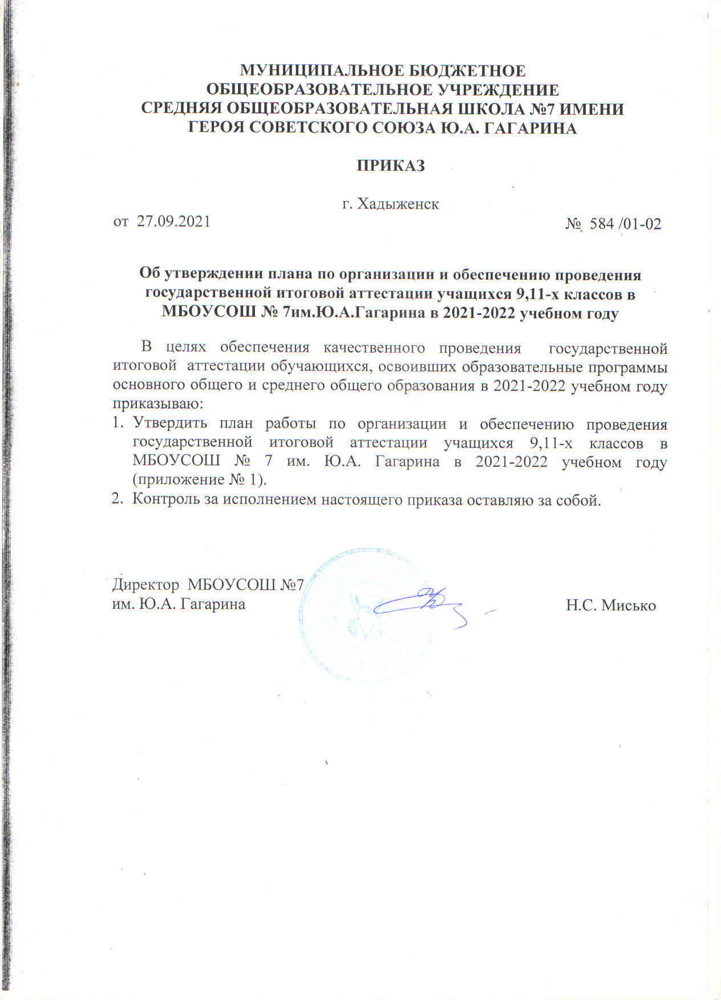 МУНИЦИПАЛЬНОЕ БЮДЖЕТНОЕ
ОБЩЕОБРАЗОВАТЕЛЬНОЕ УЧРЕЖДЕНИЕ
СРЕДНЯЯ ОБЩЕОБРАЗОВАТЕЛЬНАЯ ШКОЛА №7 ИМЕНИ
ГЕРОЯ СОВЕТСКОГО СОЮЗА Ю.А. ГАГАРИНА
ПРИКАЗ
г. Хадыженск
от 27.09.2021 № 584 /01-02
Об утверждении плана по организации и обеспечению проведения
государственной итоговой аттестации учащихся 9,11-х классов в
МБОУСОШ № 7им.Ю.А.Гагарина в 2021-2022 учебном году
В целях обеспечения качественного проведения государственной
итоговой аттестации обучающихся, освоивших образовательные программы
основного общего и среднего общего образования в 2021-2022 учебном году
приказываю:
1. Утвердить план работы по организации и обеспечению проведения
государственной итоговой аттестации учащихся 9,11-х классов в
МБОУСОШ № 7 им. Ю.А. Гагарина в 2021-2022 учебном году
(приложение № 1).
2. Контроль за исполнением настоящего приказа оставляю за собой.
Директор МБОУСОШ №7
им. Ю.А. Гагарина Н.С. Мисько